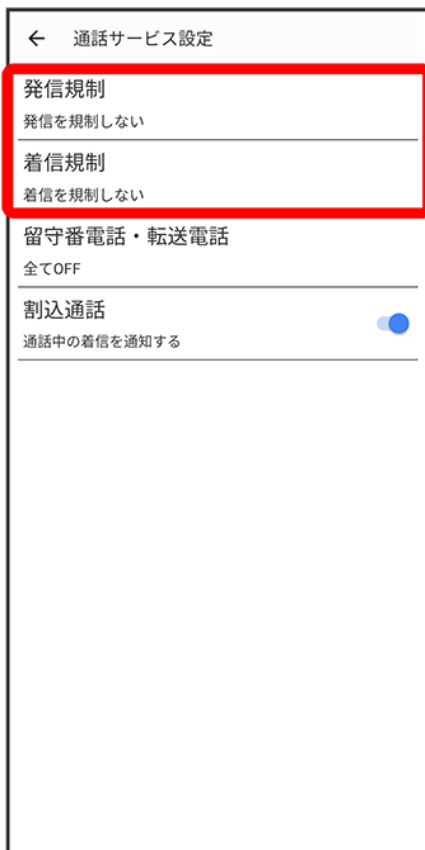 通話サービス設定
発信規制
発信を規制しない
着信規制
着信を規制しない
留守番電話・転送電話
全てOFF
割込通話
通話中の着信を通知する